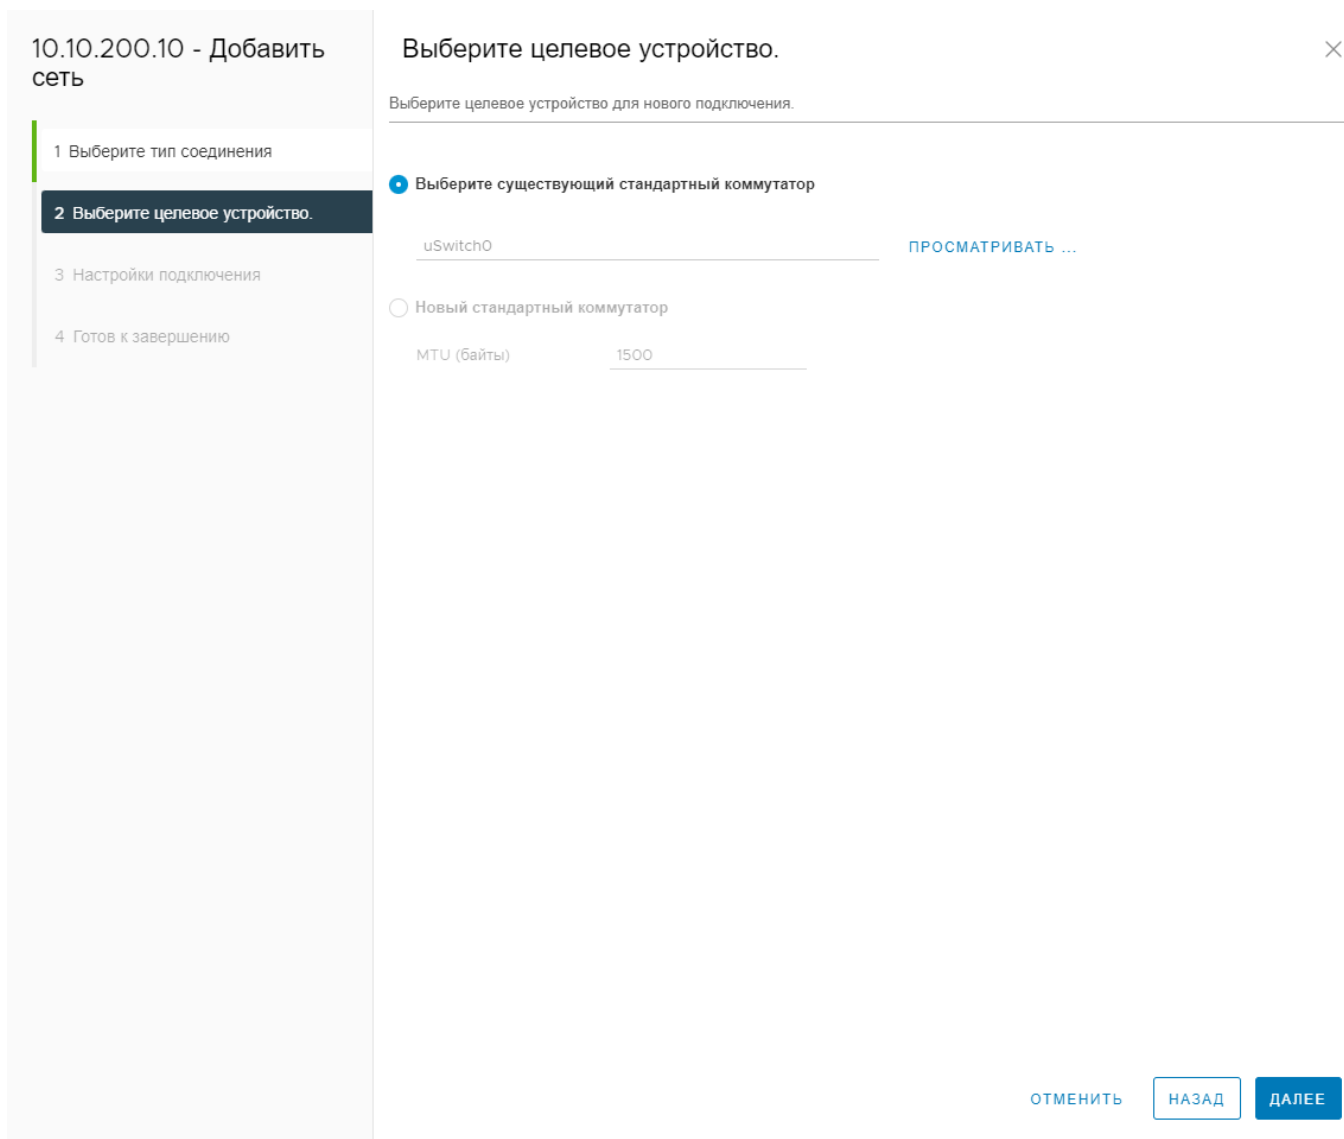 10.10.200.10 - Добавить
сеть
1 Выберите тип соединения
2 Выберите целевое устройство.
3 Настройки подключения
4 Готов к завершению
Выберите целевое устройство.
Выберите целевое устройство для нового подключения.
Выберите существующий стандартный коммутатор
uSwitch0 ПРОСМАТРИВАТЬ ...
Новый стандартный коммутатор
MTU (байты) 1500
ОТМЕНИТЬ НАЗАД ДАЛЕЕ